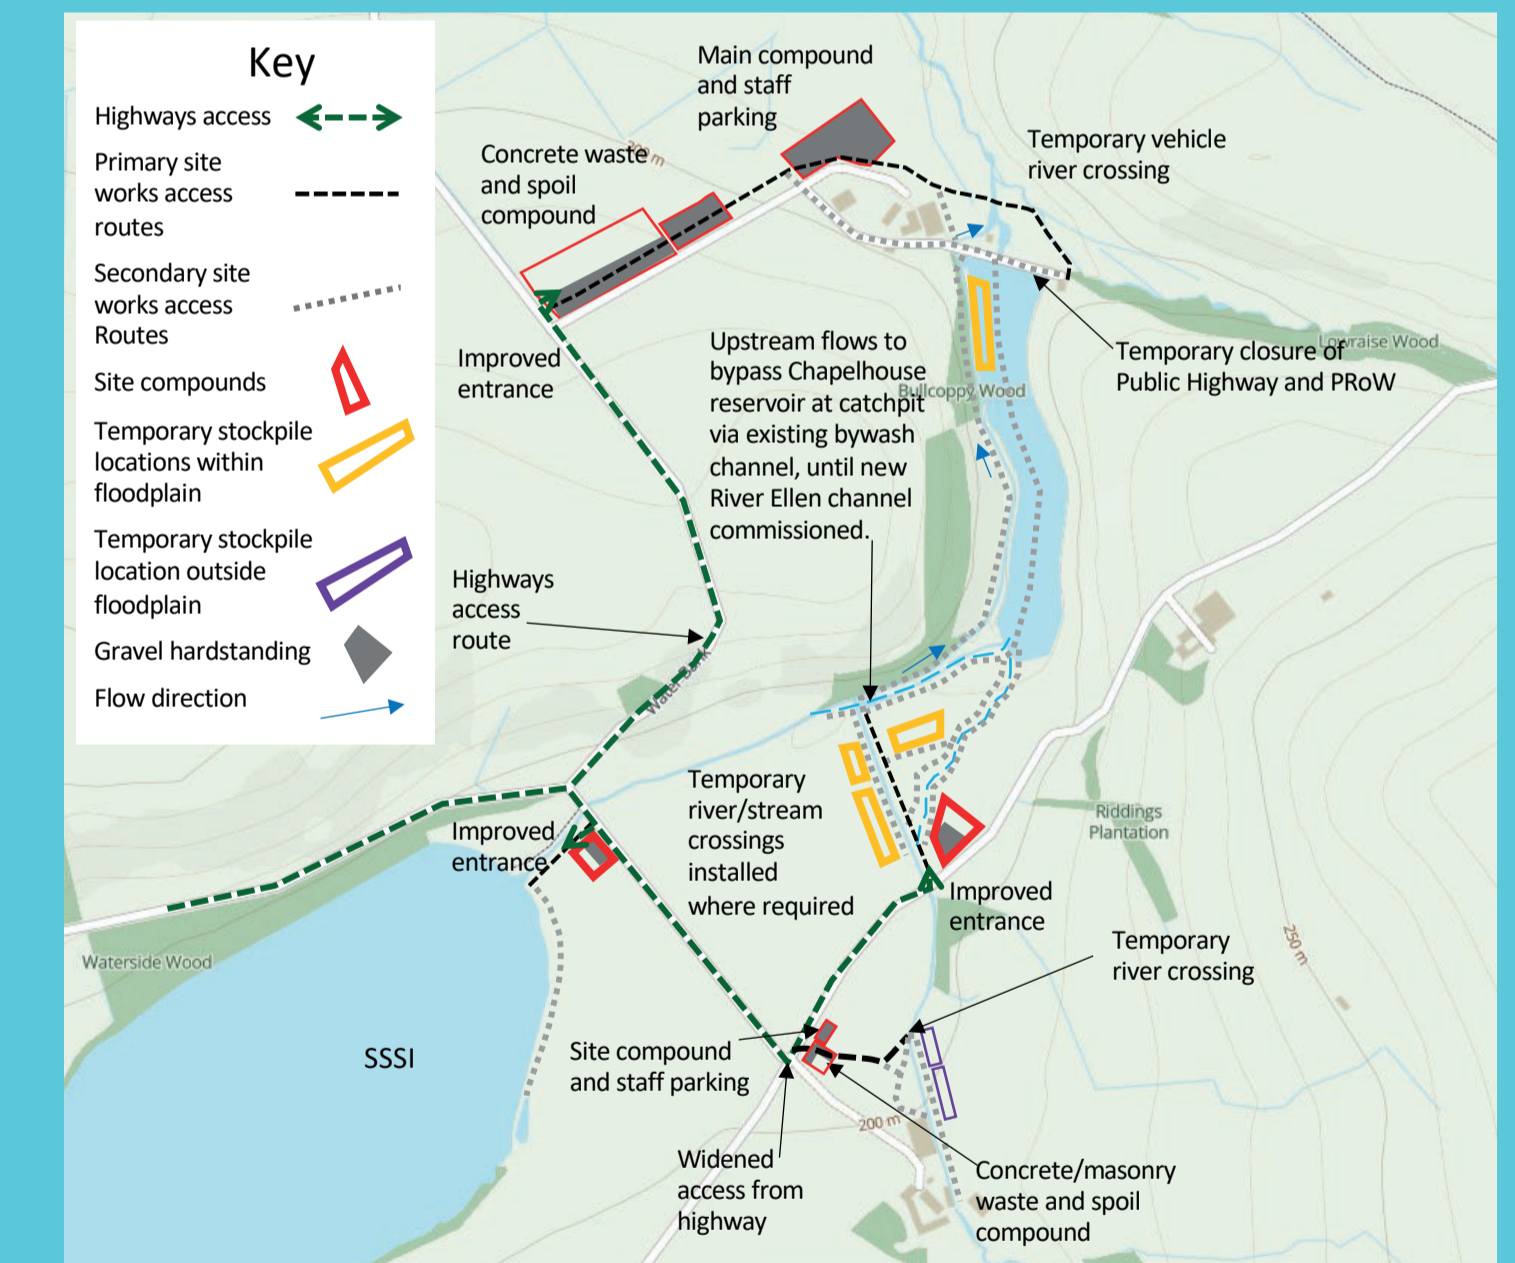 Key
Highways access
Primary site
works access
routes
Secondary site
works access
Routes
Site compounds
Temporary stockpile
locations within
floodplain
Temporary stockpile
location outside
floodplain
Gravel hardstanding
Flow direction
Main compound
and staff
parking
Concrete waste
and spoil
compound
200 m
Temporary vehicle
river crossing
Improved
entrance
Upstream flows to
bypass Chapelhouse
reservoir at catchpit
via existing bywash
channel, until new
River Ellen channel
commissioned.
Bullcoppy Wood
Lowraise Wood
Temporary closure of
Public Highway and PRoW
Highways
access
route
Water Bank
Temporary
river/stream
crossings
installed
where required
Improved
entrance
Riddings
Plantation
Improved
entrance
Temporary
river crossing
250 m
Waterside Wood
SSSI
Site compound
and staff parking
200 m
Widened
access from
highway
Concrete/masonry
waste and spoil
compound